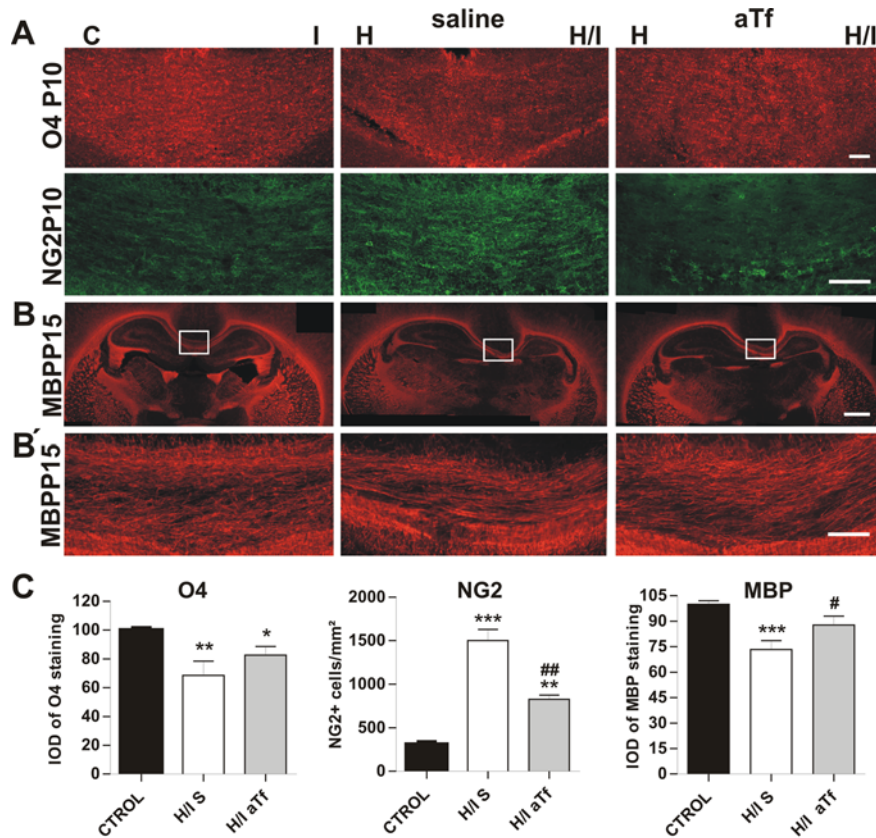 saline aTf
A C I H H/I H H/I
O4 P10
NG2P10
B MBPP15
B´ MBPP15
C O4 NG2 MBP
IOD of O4 staining
120
100
80
60
40
20
0
** *
CTROL H/I S H/I aTf
NG2+ cells/mm²
2000
1500
1000
500
0
*** ##
**
CTROL H/I S H/I aTf
IOD of MBP staining
105
90
75
60
45
30
15
0
*** #
CTROL H/I S H/I aTf